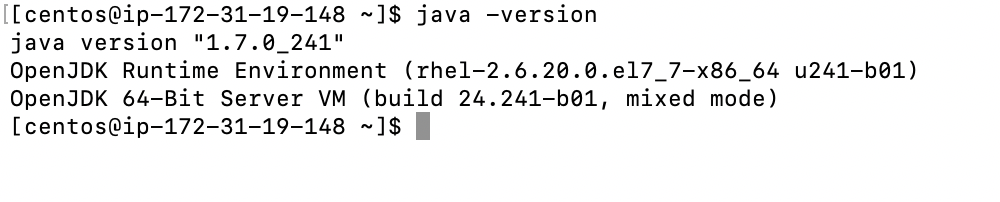 [[centos@ip-172-31-19-148 ~]$ java -version
java version "1.7.0_241"
OpenJDK Runtime Environment (rhel-2.6.20.0.el7_7-x86_64 u241-b01)
OpenJDK 64-Bit Server VM (build 24.241-b01, mixed mode)
[centos@ip-172-31-19-148 ~]$